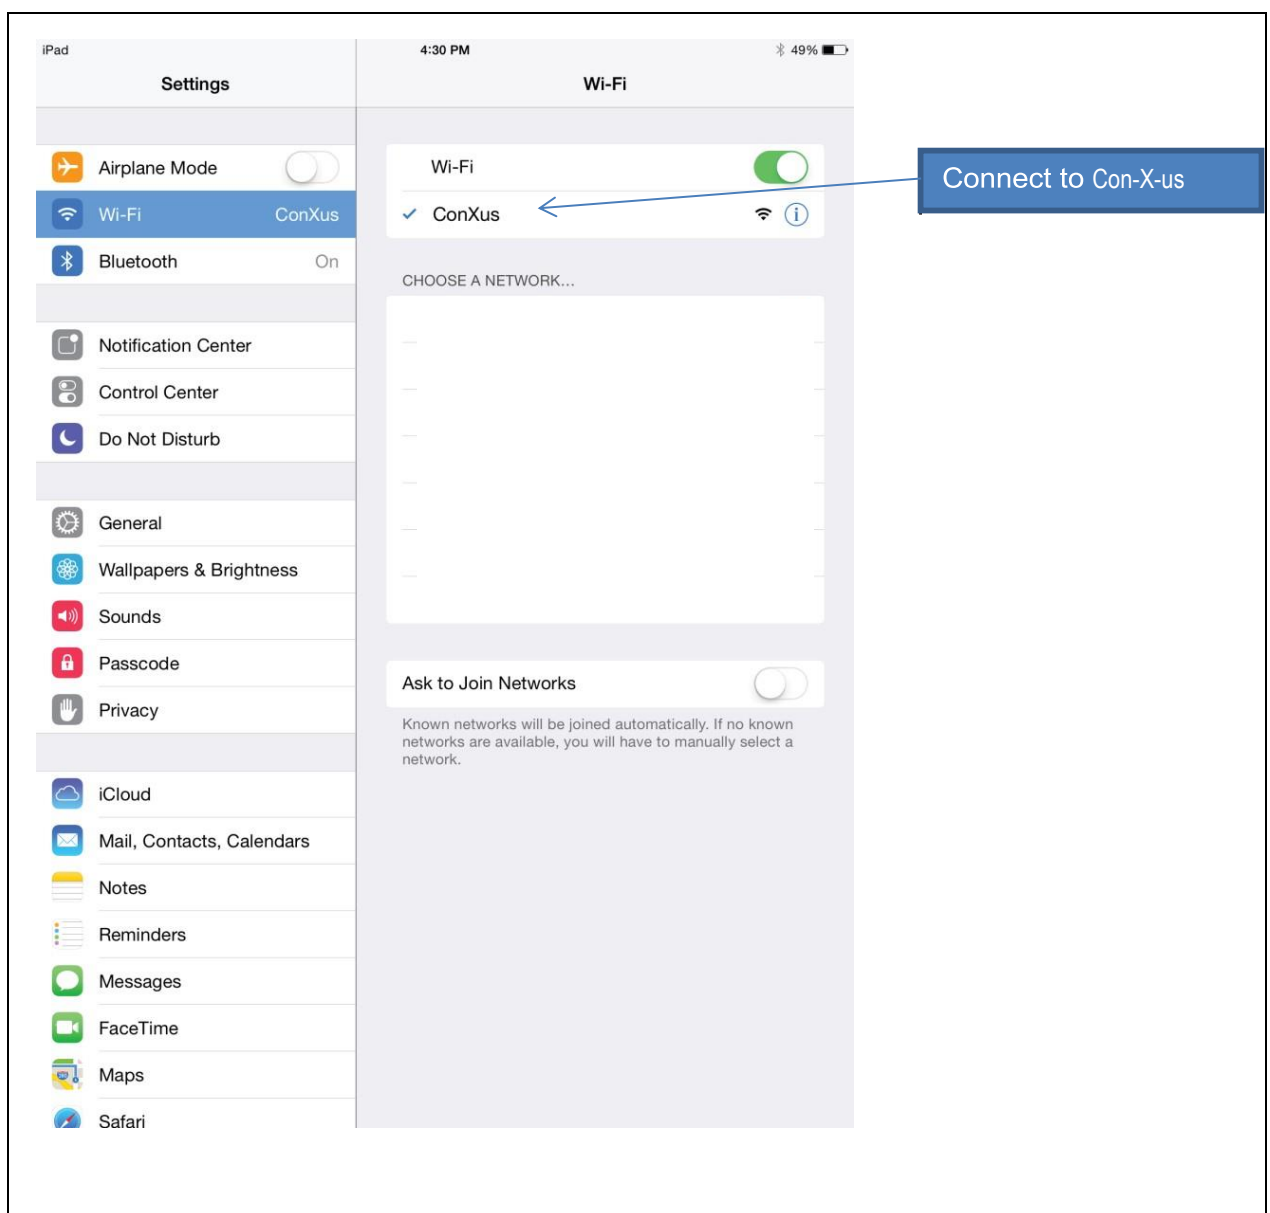 iPad
4:30 PM
49%
Settings
Wi-Fi
Airplane Mode
Wi-Fi ConXus
Bluetooth On
Notification Center
Control Center
Do Not Disturb
General
Wallpapers & Brightness
Sounds
Passcode
Privacy
iCloud
Mail, Contacts, Calendars
Notes
Reminders
Messages
FaceTime
Maps
Safari
Wi-Fi
ConXus
CHOOSE A NETWORK...
Ask to Join Networks
Known networks will be joined automatically. If no known
networks are available, you will have to manually select a
network.
Connect to Con-X-us